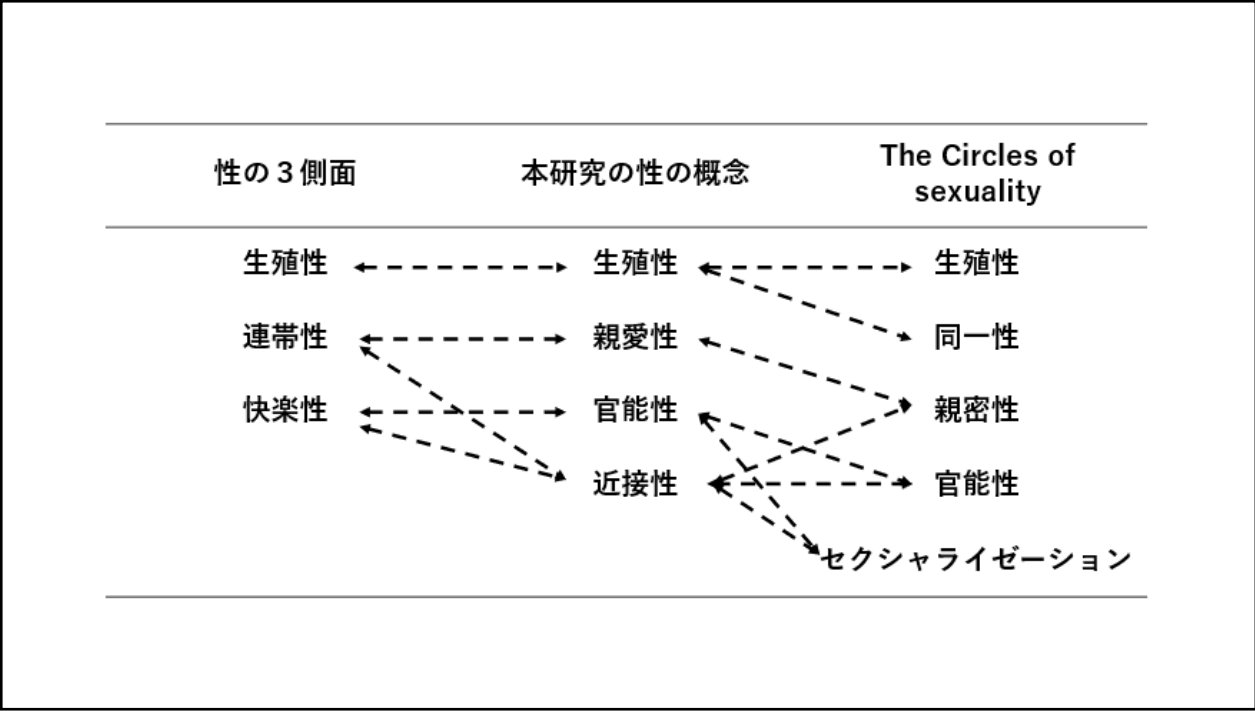 性の３側面
本研究の性の概念
The Circles of
sexuality
生殖性
生殖性
生殖性
連帯性
親愛性
同一性
快楽性
官能性
親密性
近接性
官能性
セクシャライゼーション